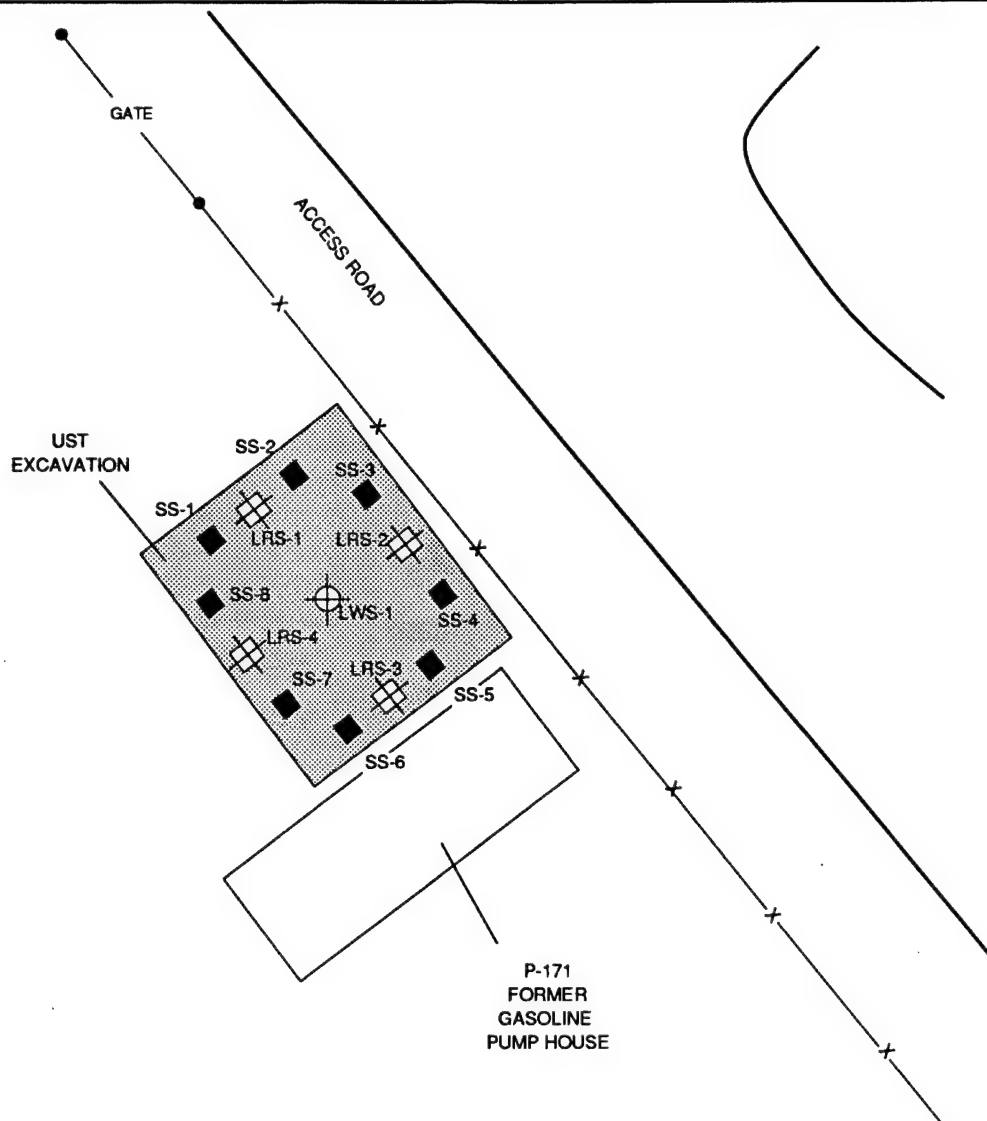 GATE
ACCESS ROAD
UST
EXCAVATION
SS-2
SS-3
SS-1
LRS-1
LRS-2
SS-8
LWS-1
SS-4
LRS-4
LRS-3
SS-7
SS-5
SS-6
P-171
FORMER
GASOLINE
PUMP HOUSE